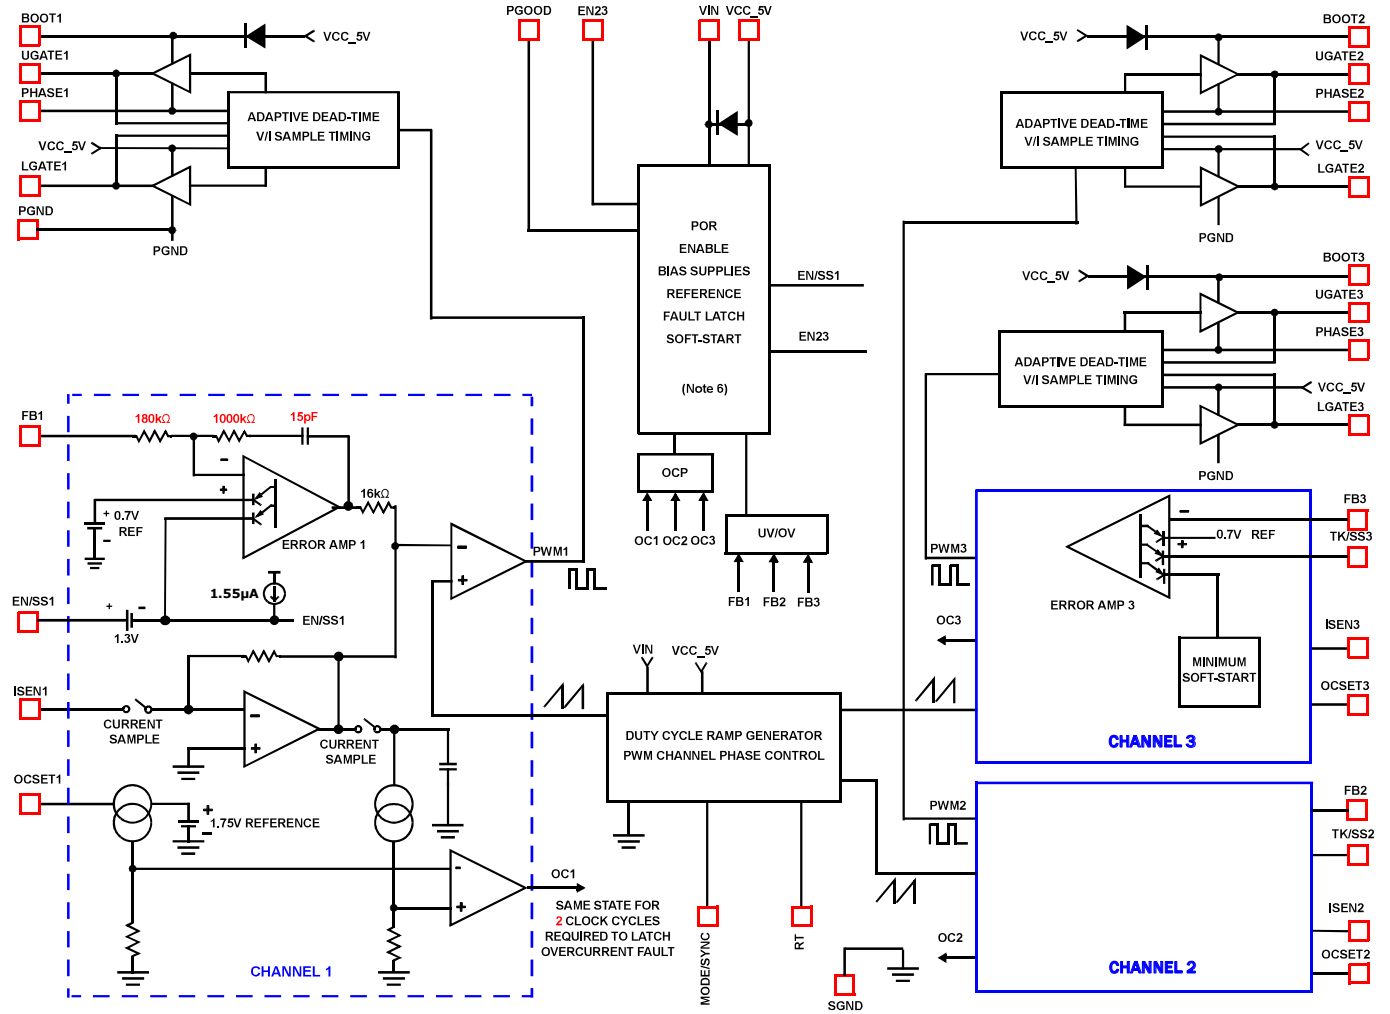 BOOT1
VCC_5V
UGATE1
PHASE1
ADAPTIVE DEAD-TIME
V/I SAMPLE TIMING
VCC_5V
LGATE1
PGND
PGND
PGOOD
EN23
VIN
VCC_5V
POR
ENABLE
BIAS SUPPLIES
REFERENCE
FAULT LATCH
SOFT-START
(Note 6)
EN/SS1
EN23
OCP
OC1
OC2
OC3
UV/OV
FB1
FB2
FB3
BOOT2
VCC_5V
UGATE2
PHASE2
ADAPTIVE DEAD-TIME
V/I SAMPLE TIMING
VCC_5V
LGATE2
PGND
BOOT3
VCC_5V
UGATE3
PHASE3
ADAPTIVE DEAD-TIME
V/I SAMPLE TIMING
VCC_5V
LGATE3
PGND
FB1
180kΩ
1000kΩ
15pF
−
+
+ 0.7V
REF
−
ERROR AMP 1
16kΩ
−
+
PWM1
1.55µA
EN/SS1
+
−
1.3V
EN/SS1
ISEN1
CURRENT
SAMPLE
−
+
CURRENT
SAMPLE
OCSET1
+
1.75V REFERENCE
−
-
+
OC1
SAME STATE FOR
2 CLOCK CYCLES
REQUIRED TO LATCH
OVERCURRENT FAULT
CHANNEL 1
VIN
VCC_5V
DUTY CYCLE RAMP GENERATOR
PWM CHANNEL PHASE CONTROL
MODE/SYNC
RT
SGND
PWM3
OC3
−
0.7V REF
+
ERROR AMP 3
MINIMUM
SOFT-START
CHANNEL 3
FB3
TK/SS3
ISEN3
OCSET3
PWM2
OC2
CHANNEL 2
FB2
TK/SS2
ISEN2
OCSET2